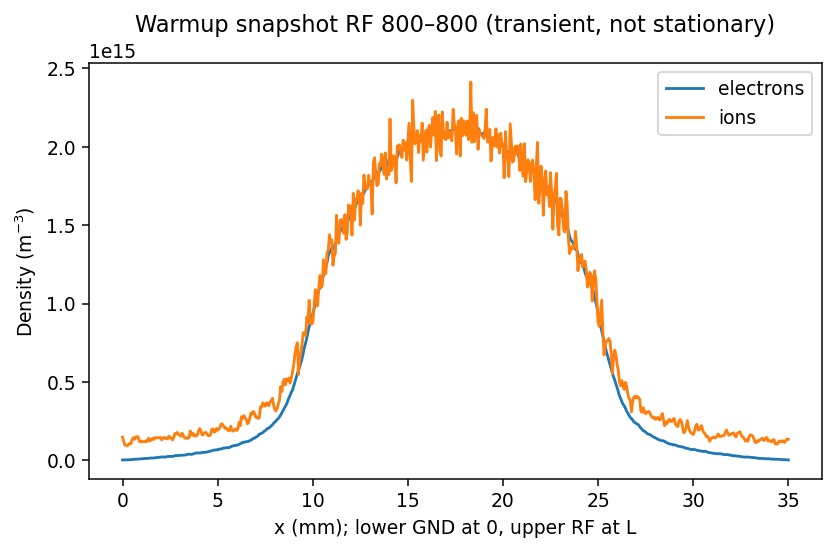 Warmup snapshot RF 800–800 (transient, not stationary)
1e15
2.5
2.0
1.5
1.0
0.5
0.0
Density (m⁻³)
electrons
ions
0 5 10 15 20 25 30 35
x (mm); lower GND at 0, upper RF at L